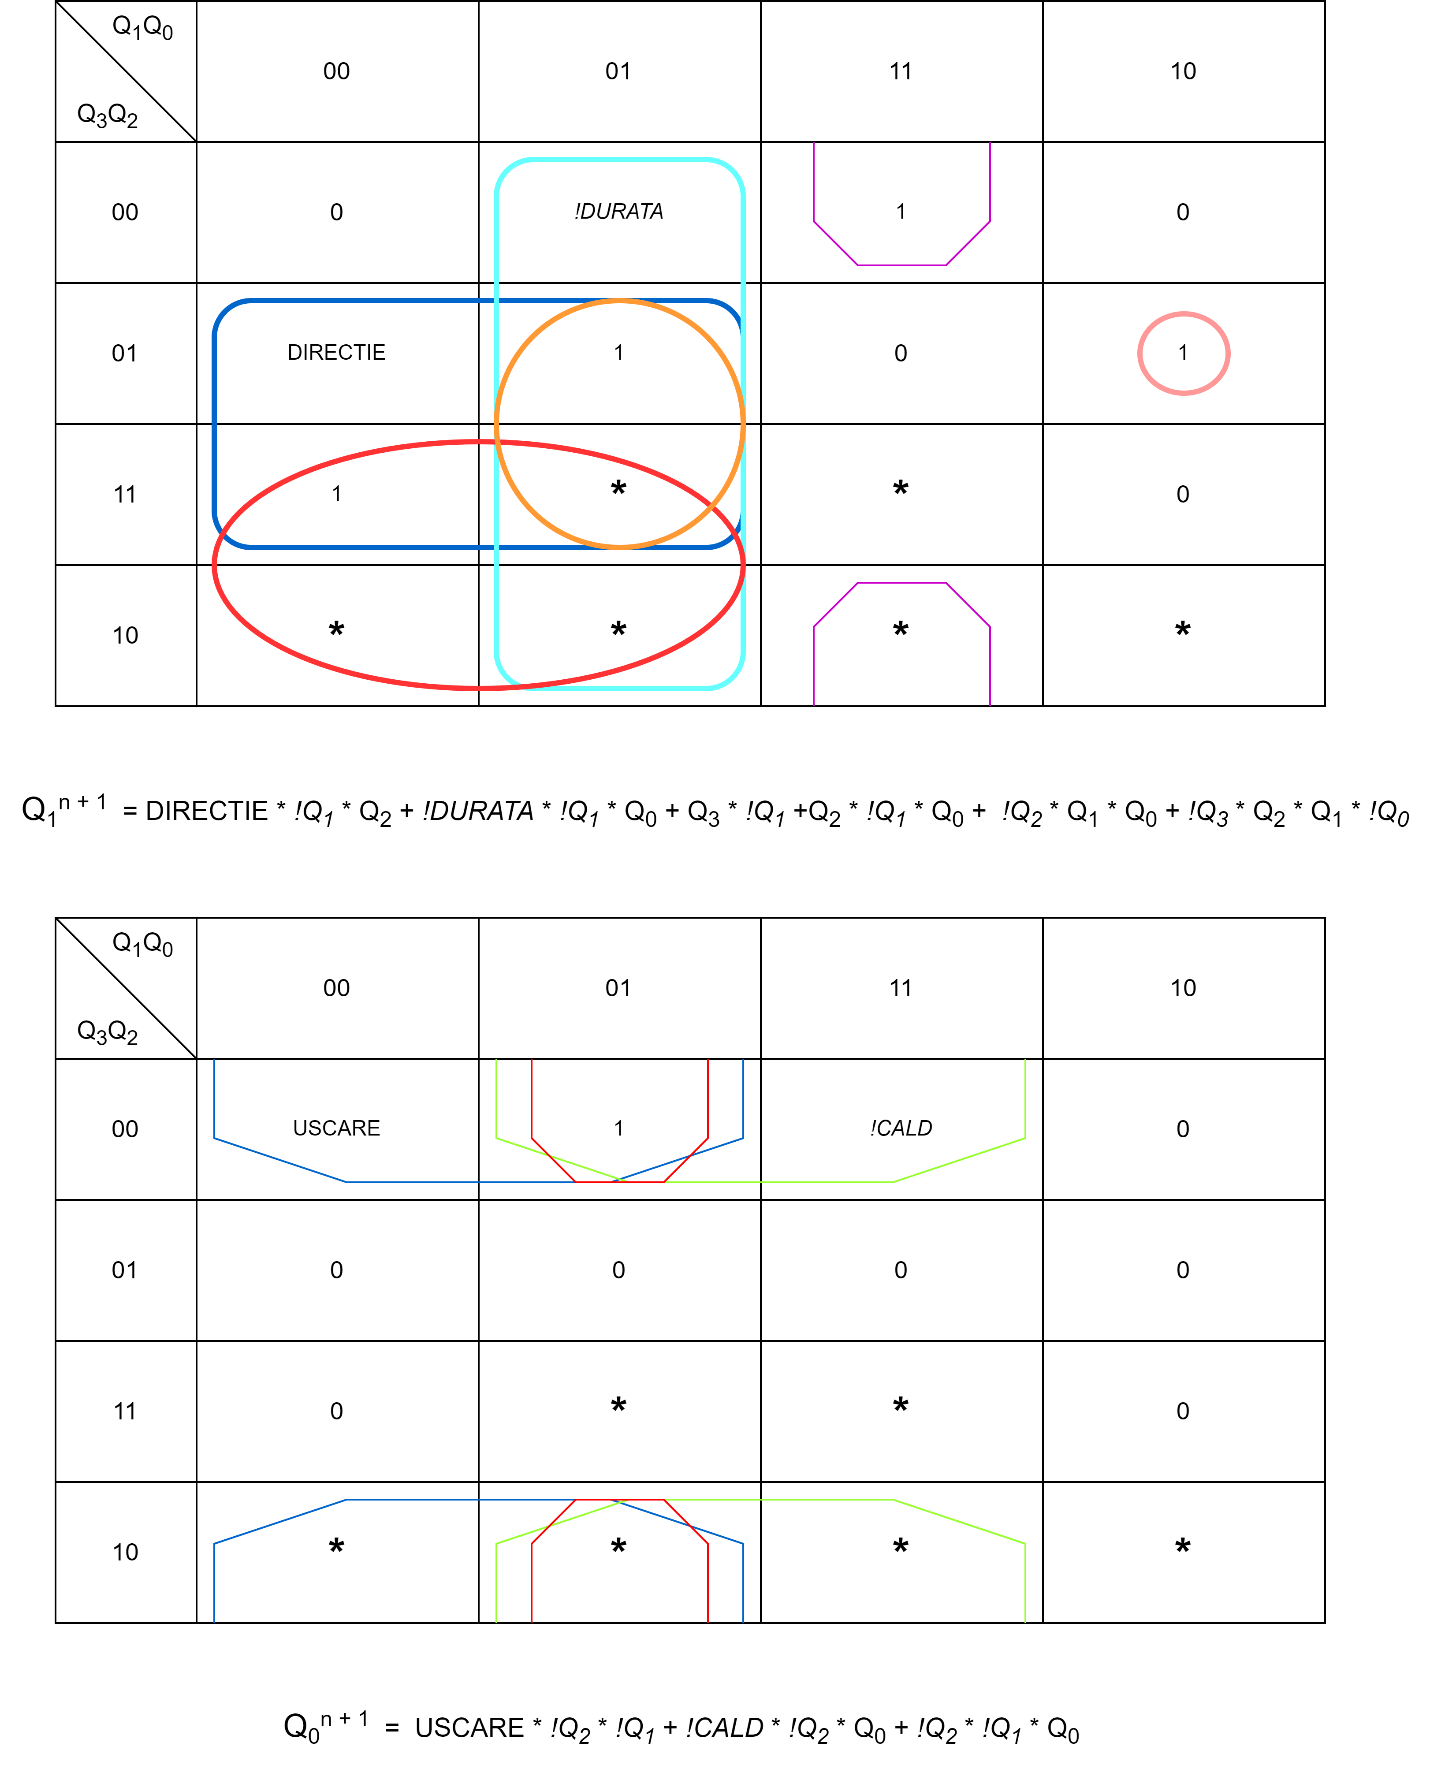 Q₁Q₀
Q₃Q₂
00 01 11 10
00 0 !DURATA 1 0
01 DIRECTIE 1 0 1
11 1 * * 0
10 * * * *
Q₁ⁿ ⁺ ¹ = DIRECTIE * !Q₁ * Q₂ + !DURATA * !Q₁ * Q₀ + Q₃ * !Q₁ +Q₂ * !Q₁ * Q₀ + !Q₂ * Q₁ * Q₀ + !Q₃ * Q₂ * Q₁ * !Q₀
Q₁Q₀
Q₃Q₂
00 01 11 10
00 USCARE 1 !CALD 0
01 0 0 0 0
11 0 * * 0
10 * * * *
Q₀ⁿ ⁺ ¹ = USCARE * !Q₂ * !Q₁ + !CALD * !Q₂ * Q₀ + !Q₂ * !Q₁ * Q₀